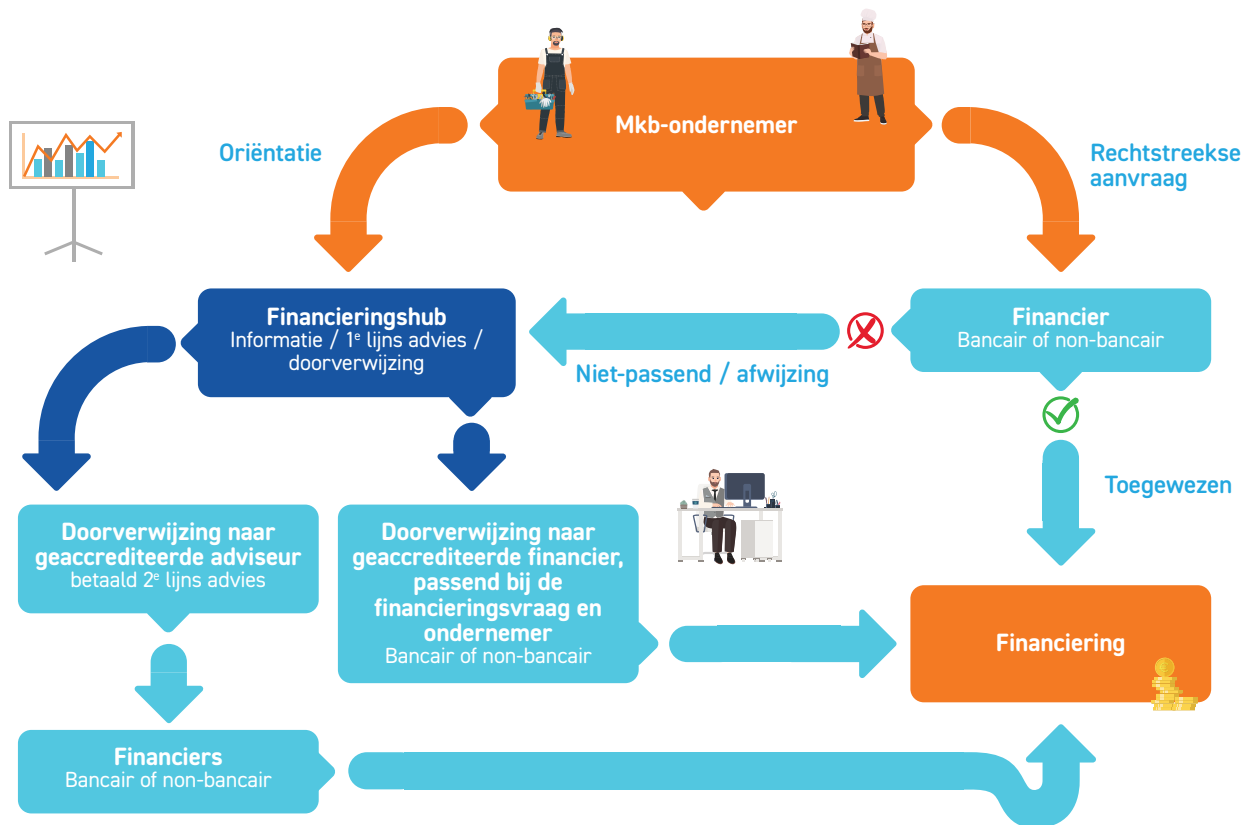 Mkb-ondernemer
Oriëntatie
Rechtstreekse
aanvraag
Financieringshub
Informatie / 1e lijns advies /
doorverwijzing
Niet-passend / afwijzing
Financier
Bancair of non-bancair
Toegewezen
Doorverwijzing naar
geaccrediteerde adviseur
betaald 2e lijns advies
Doorverwijzing naar
geaccrediteerde financier,
passend bij de
financieringsvraag en
ondernemer
Bancair of non-bancair
Financiering
Financiers
Bancair of non-bancair